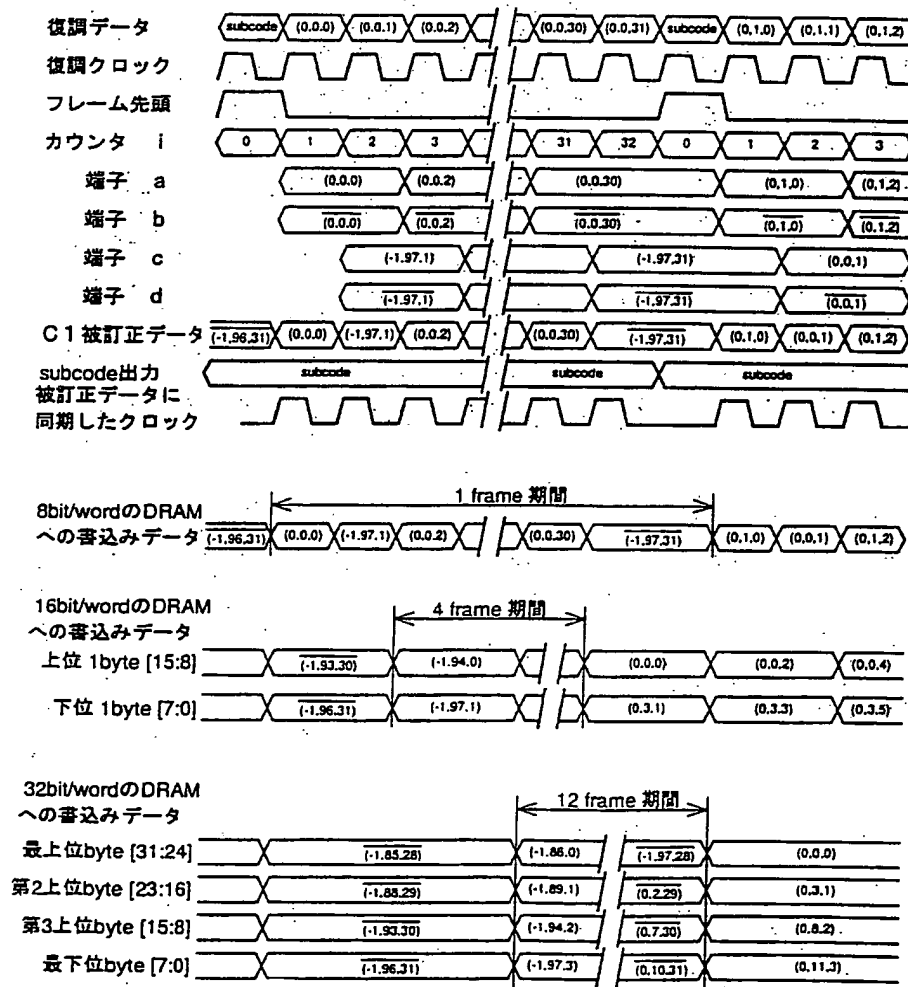 復調データ subcode (0.0.0) (0.0.1) (0.0.2) (0.0.30) (0.0.31) subcode (0,1,0) (0,1,1) (0,1,2)
復調クロック
フレーム先頭
カウンタ i 0 1 2 3 31 32 0 1 2 3
端子 a (0.0.0) (0.0.2) (0.0.30) (0,1,0) (0,1,2)
端子 b (0.0.0) (0.0.2) (0.0.30) (0,1,0) (0,1,2)
端子 c (-1.97.1) (-1.97.31) (0.0.1)
端子 d (-1.97.1) (-1.97.31) (0.0.1)
C1被訂正データ (-1.96.31) (0.0.0) (-1.97.1) (0.0.2) (0.0.30) (-1.97.31) (0,1,0) (0,0,1) (0,1,2)
subcode出力 subcode subcode subcode
被訂正データに
同期したクロック
1 frame 期間
8bit/wordのDRAM
への書込みデータ (-1.96.31) (0.0.0) (-1.97.1) (0.0.2) (0.0.30) (-1.97.31) (0,1,0) (0,0,1) (0,1,2)
16bit/wordのDRAM
への書込みデータ
4 frame 期間
上位 1byte [15:8] (-1.93.30) (-1.94.0) (0.0.0) (0.0.2) (0.0.4)
下位 1byte [7:0] (-1.96.31) (-1.97.1) (0.3.1) (0.3.3) (0.3.5)
32bit/wordのDRAM
への書込みデータ
12 frame 期間
最上位byte [31:24] (-1.85.28) (-1.86.0) (-1.97.28) (0.0.0)
第2上位byte [23:16] (-1.88.29) (-1.89.1) (0.2.29) (0.3.1)
第3上位byte [15:8] (-1.93.30) (-1.94.2) (0.7.30) (0.8.2)
最下位byte [7:0] (-1.96.31) (-1.97.3) (0.10.31) (0.11.3)